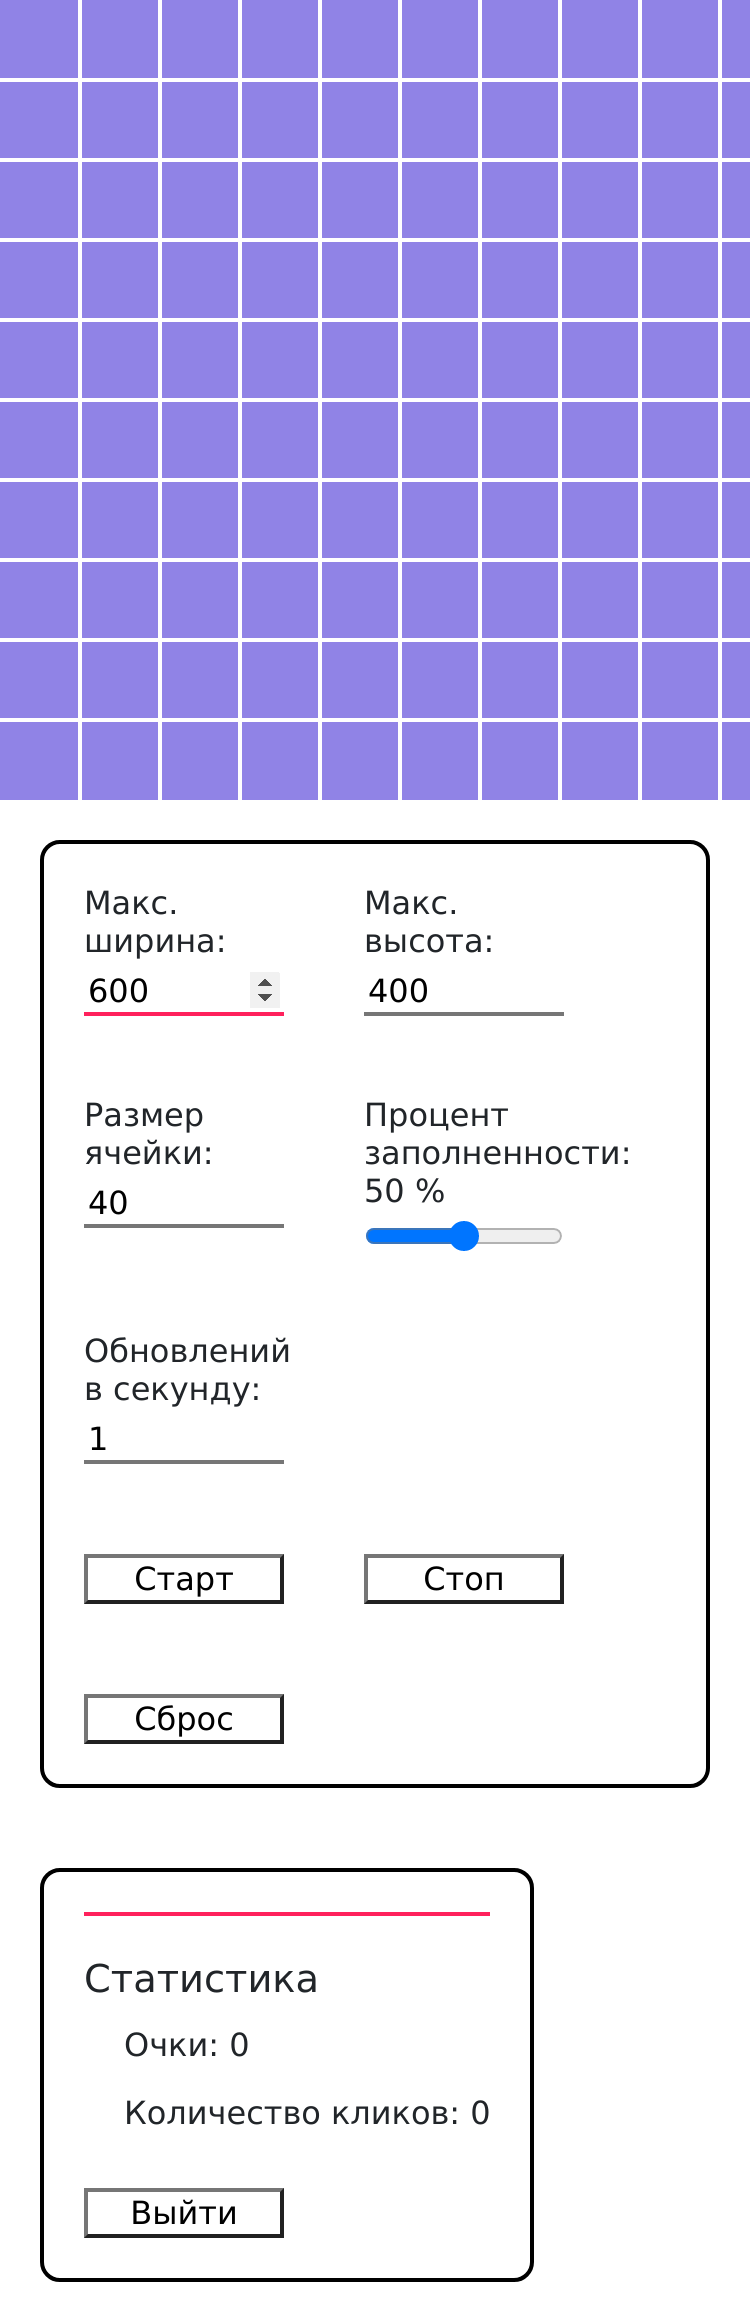 Макс.
ширина:
600
Макс.
высота:
400
Размер
ячейки:
40
Процент
заполненности:
50 %
Обновлений
в секунду:
1
Старт
Стоп
Сброс
Статистика
Очки: 0
Количество кликов: 0
Выйти